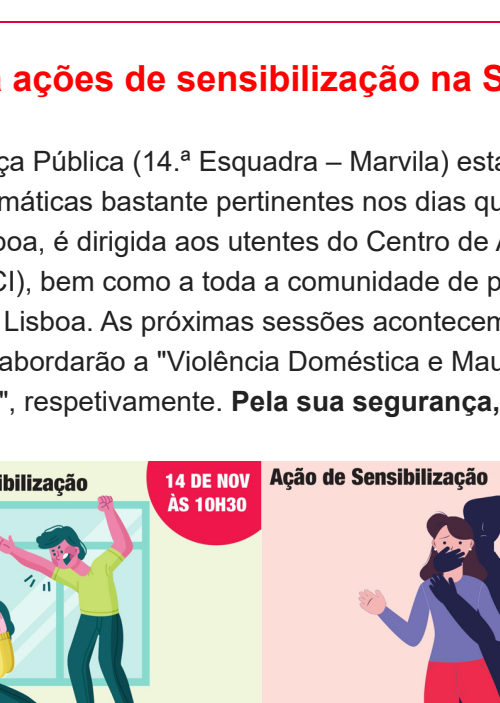 ações de sensibilização na S
ça Pública (14.ª Esquadra – Marvila) est
máticas bastante pertinentes nos dias qu
boa, é dirigida aos utentes do Centro de
CI), bem como a toda a comunidade de p
Lisboa. As próximas sessões acontecem
abordarão a "Violência Doméstica e Mau
", respetivamente. Pela sua segurança,
ibilização
14 DE NOV
ÀS 10H30
Ação de Sensibilização